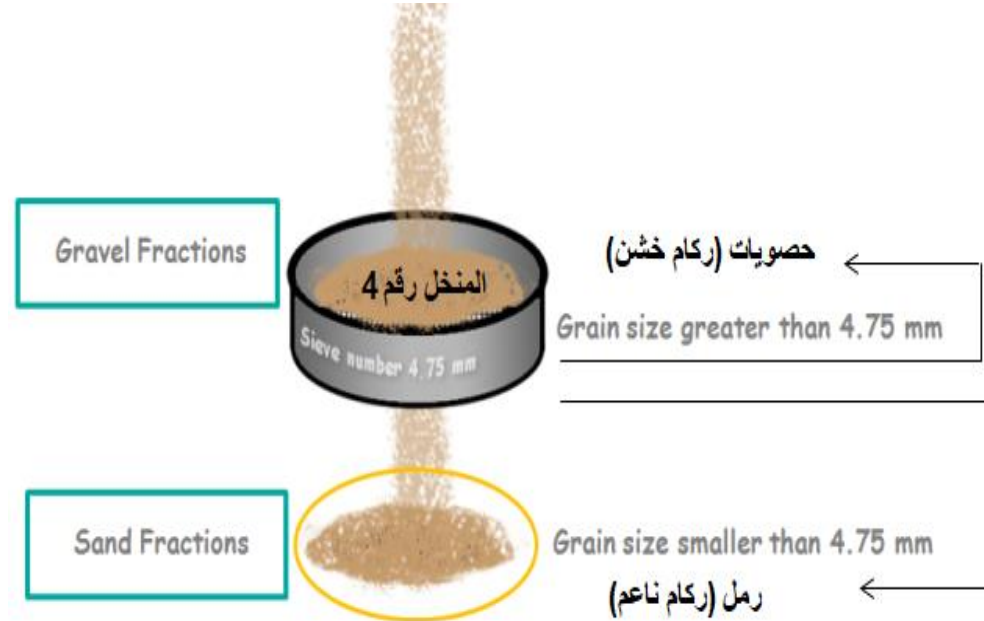 Gravel Fractions
حصويات (ركام خشن)
المنخل رقم 4
Grain size greater than 4.75 mm
Sieve number 4.75 mm
Sand Fractions
Grain size smaller than 4.75 mm
رمل (ركام ناعم)